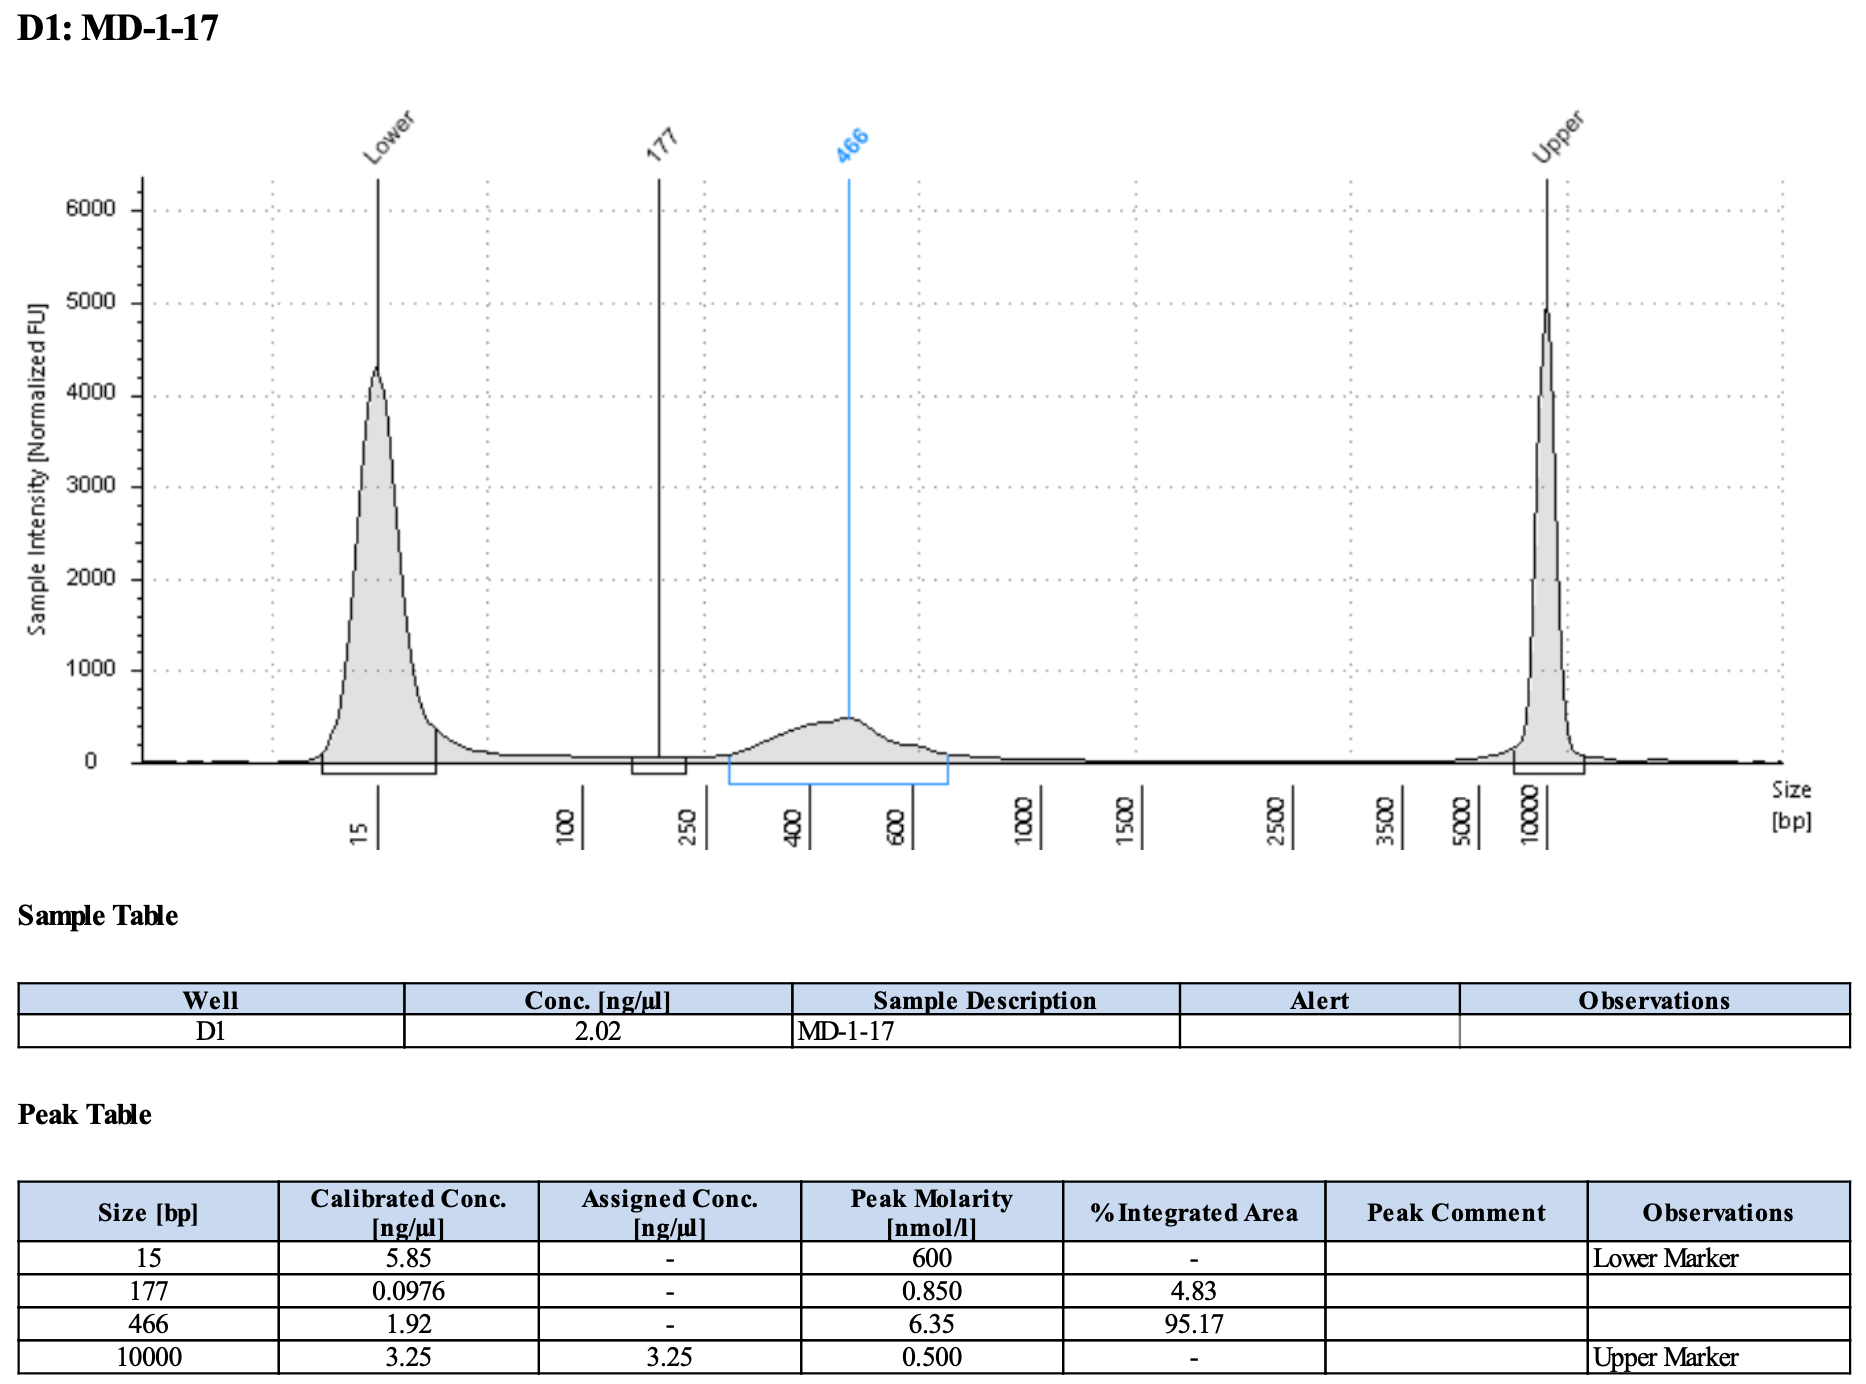 D1: MD-1-17
Lower
177
466
Upper
Sample Intensity [Normalized FU]
6000
5000
4000
3000
2000
1000
0
15
100
250
400
600
1000
1500
2500
3500
5000
10000
Size
[bp]
Sample Table
Well Conc. [ng/µl] Sample Description Alert Observations
D1 2.02 MD-1-17
Peak Table
Size [bp] Calibrated Conc. [ng/µl] Assigned Conc. [ng/µl] Peak Molarity [nmol/l] % Integrated Area Peak Comment Observations
15 5.85 - 600 - Lower Marker
177 0.0976 - 0.850 4.83
466 1.92 - 6.35 95.17
10000 3.25 3.25 0.500 - Upper Marker